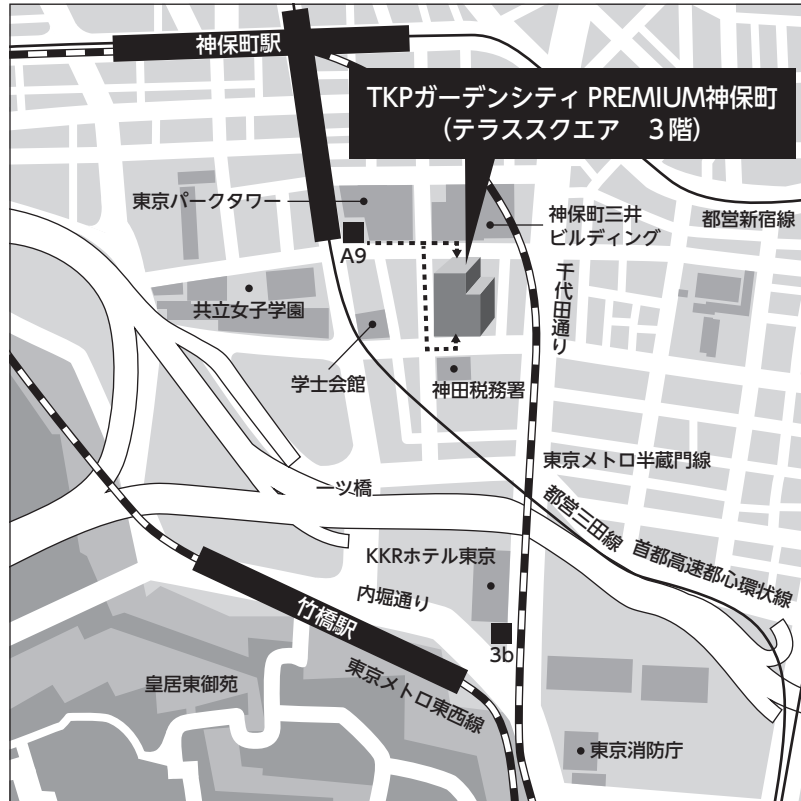 神保町駅
TKPガーデンシティ PREMIUM神保町
(テラススクエア 3階)
東京パークタワー
神保町三井
ビルディング
都営新宿線
A9
千代田通り
共立女子学園
学士会館
神田税務署
東京メトロ半蔵門線
一ツ橋
都営三田線
首都高速都心環状線
KKRホテル東京
内堀通り
竹橋駅
3b
東京メトロ東西線
皇居東御苑
東京消防庁